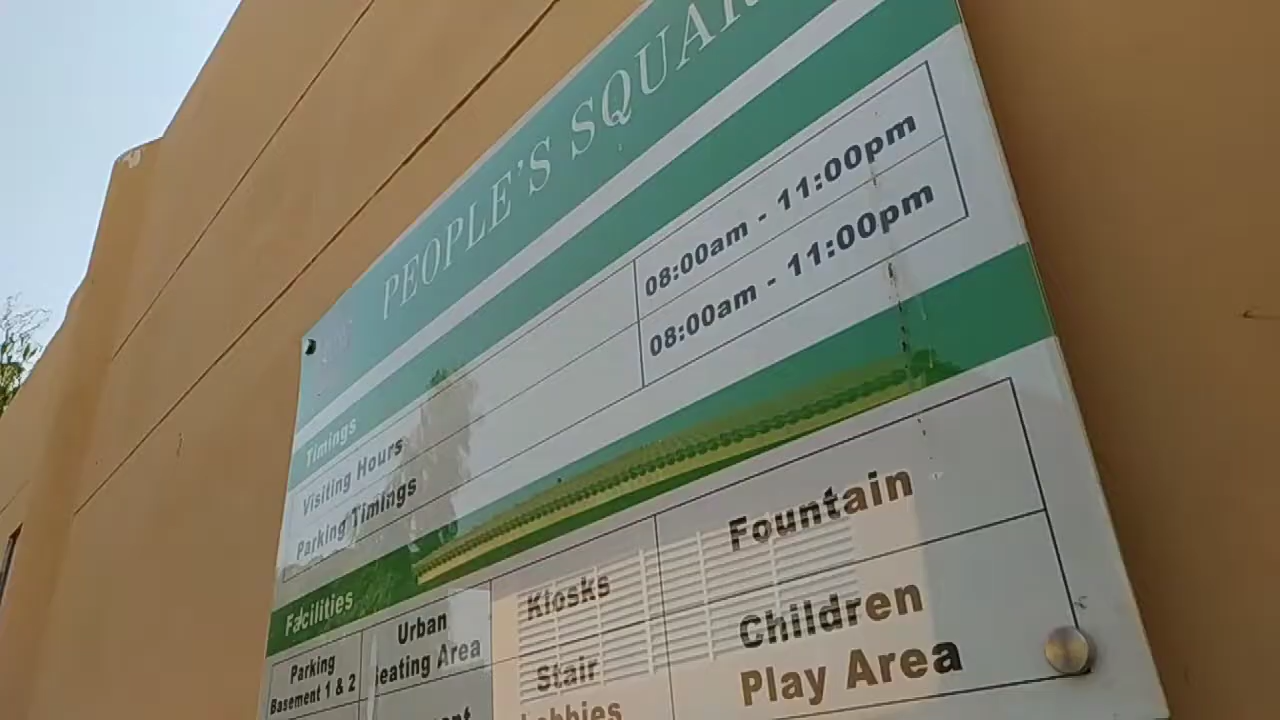 PEOPLE'S
Timings
Visiting Hours 08:00am - 11:00pm
Parking Timings 08:00am - 11:00pm
Facilities
Parking
Basement 1 & 2
Urban
Area
Kiosks
Stair
Fountain
Children
Play Area